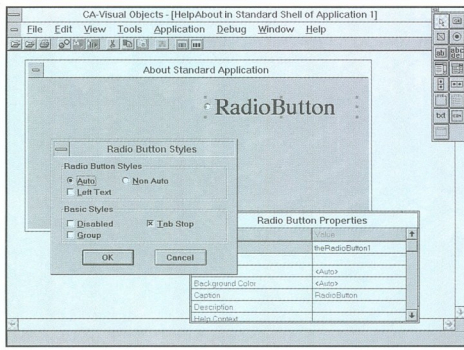 CA-Visual Objects - [HelpAbout in Standard Shell of Application 1]
File Edit View Tools Application Debug Window Help
About Standard Application
RadioButton
Radio Button Styles
Radio Button Styles
Auto Non Auto
Left Text
Basic Styles
Disabled Tab Stop
Group
OK Cancel
Radio Button Properties
Value
theRadioButton1
<Auto>
Background Color <Auto>
Caption RadioButton
Description
Help Context